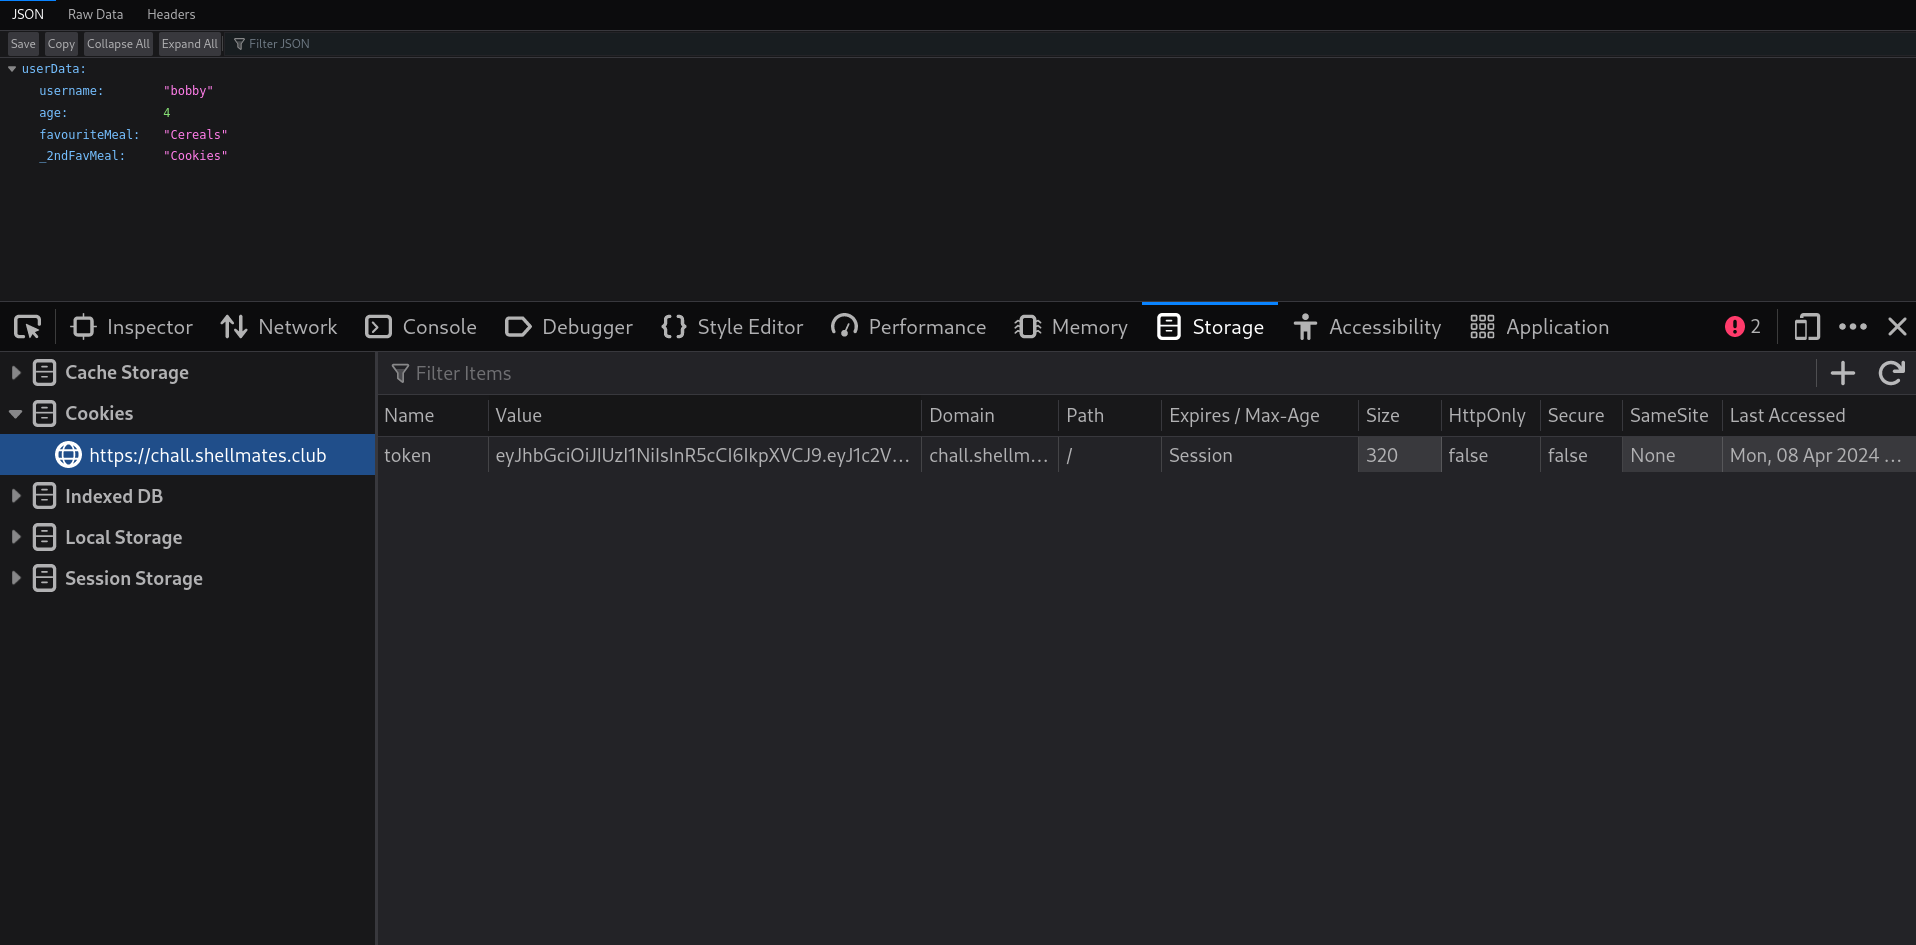 JSON Raw Data Headers
Save Copy Collapse All Expand All Filter JSON
userData:
username: "bobby"
age: 4
favouriteMeal: "Cereals"
_2ndFavMeal: "Cookies"
Inspector Network Console Debugger Style Editor Performance Memory Storage Accessibility Application 2
Cache Storage
Cookies
https://chall.shellmates.club
Indexed DB
Local Storage
Session Storage
Filter Items
Name Value Domain Path Expires / Max-Age Size HttpOnly Secure SameSite Last Accessed
token eyJhbGciOiJIUzI1NiIsInR5cCI6IkpXVCJ9.eyJ1c2V... chall.shellm... / Session 320 false false None Mon, 08 Apr 2024 ...